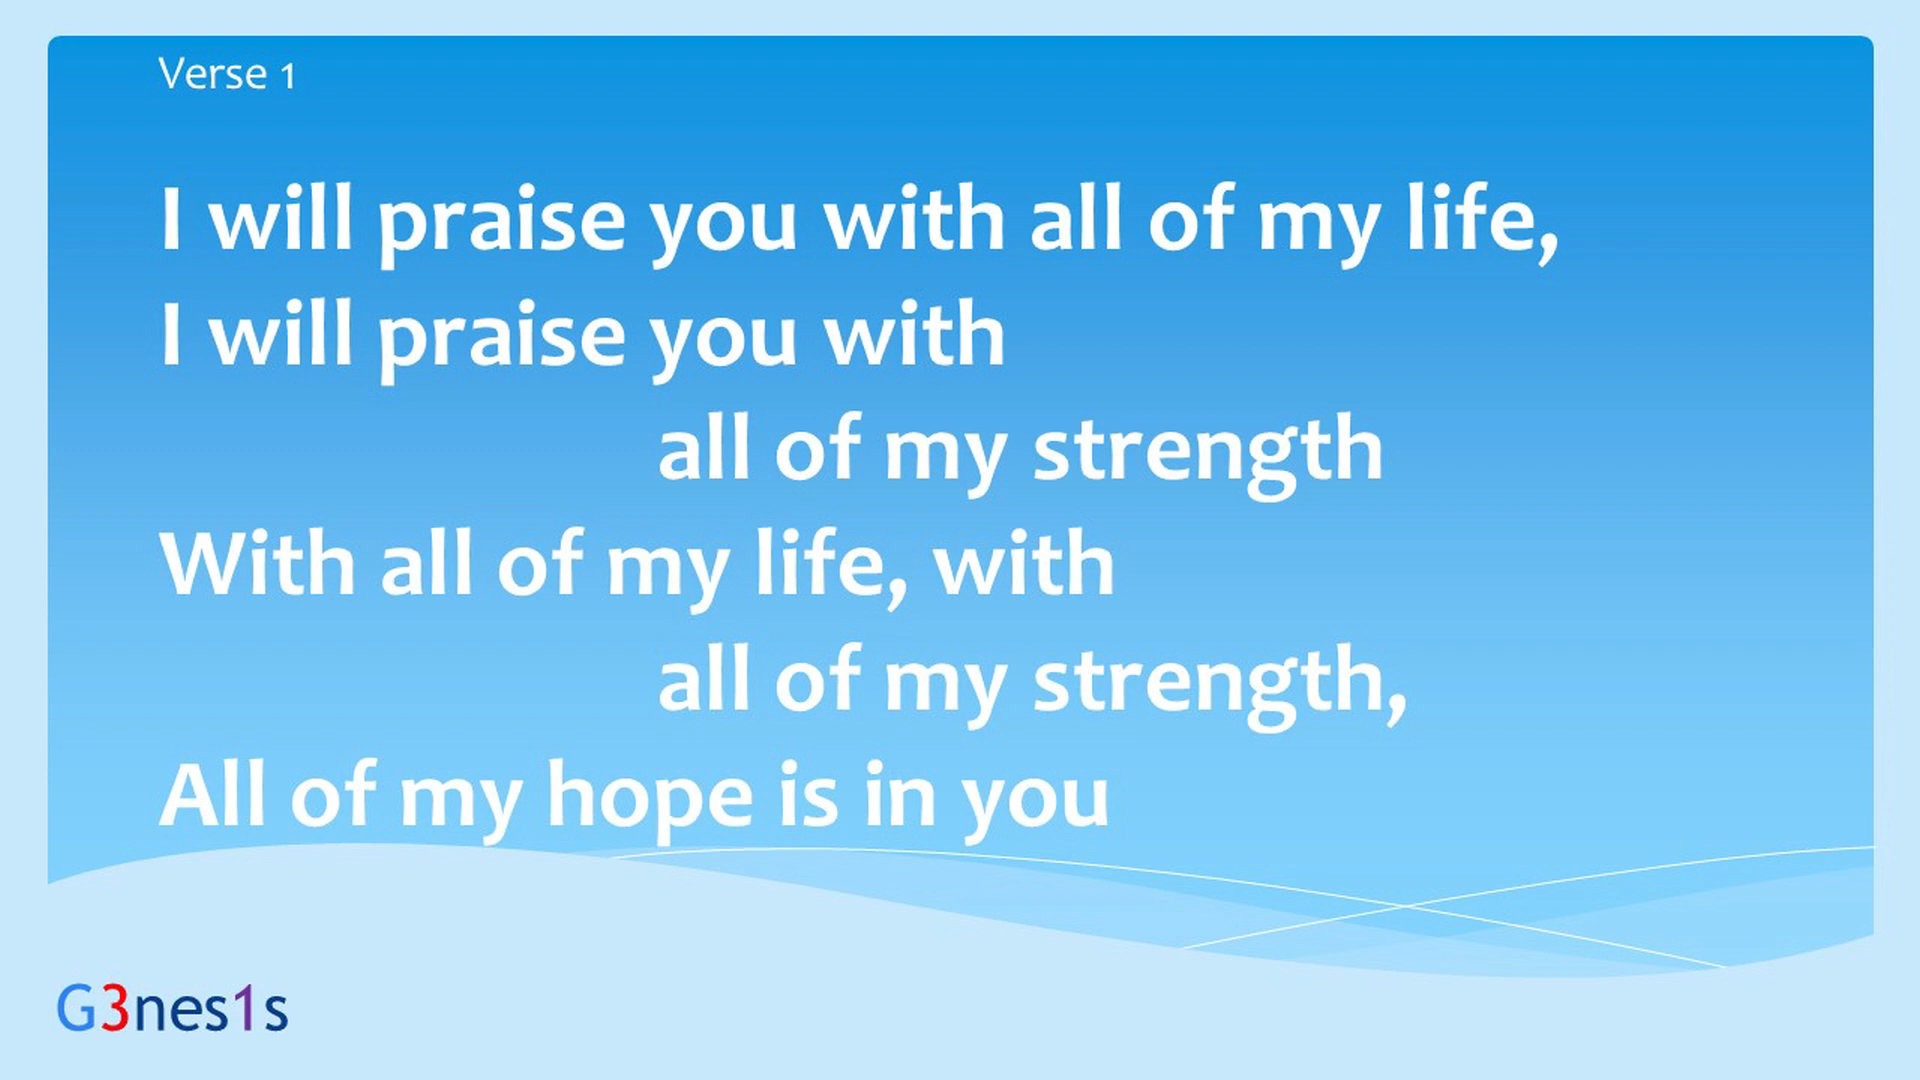 Verse 1
I will praise you with all of my life,
I will praise you with
all of my strength
With all of my life, with
all of my strength,
All of my hope is in you
G3nes1s